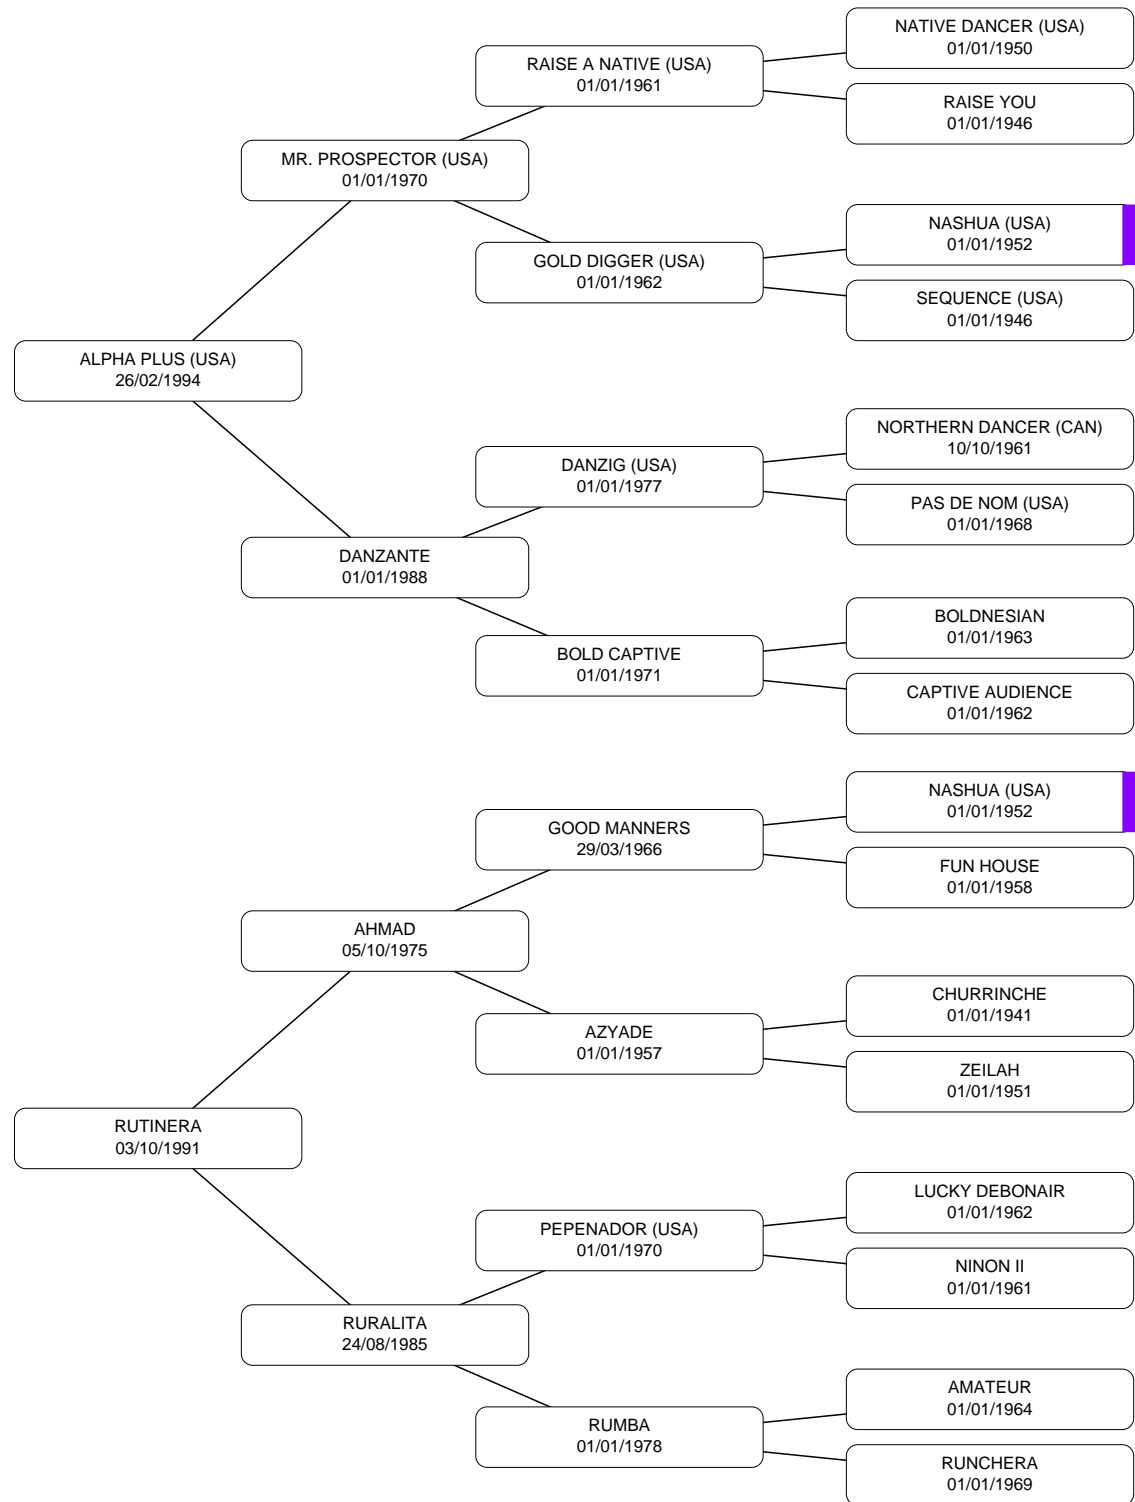 NATIVE DANCER (USA)
01/01/1950
RAISE A NATIVE (USA)
01/01/1961
RAISE YOU
01/01/1946
MR. PROSPECTOR (USA)
01/01/1970
NASHUA (USA)
01/01/1952
GOLD DIGGER (USA)
01/01/1962
SEQUENCE (USA)
01/01/1946
ALPHA PLUS (USA)
26/02/1994
NORTHERN DANCER (CAN)
10/10/1961
DANZIG (USA)
01/01/1977
PAS DE NOM (USA)
01/01/1968
DANZANTE
01/01/1988
BOLDNESIAN
01/01/1963
BOLD CAPTIVE
01/01/1971
CAPTIVE AUDIENCE
01/01/1962
NASHUA (USA)
01/01/1952
GOOD MANNERS
29/03/1966
FUN HOUSE
01/01/1958
AHMAD
05/10/1975
CHURRINCHE
01/01/1941
AZYADE
01/01/1957
ZEILAH
01/01/1951
RUTINERA
03/10/1991
LUCKY DEBONAIR
01/01/1962
PEPENADOR (USA)
01/01/1970
NINON II
01/01/1961
RURALITA
24/08/1985
AMATEUR
01/01/1964
RUMBA
01/01/1978
RUNCHERA
01/01/1969